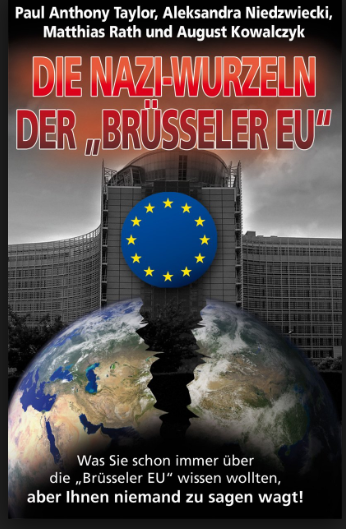 Paul Anthony Taylor, Aleksandra Niedzwiecki,
Matthias Rath und August Kowalczyk
DIE NAZI-WURZELN
DER „BRÜSSELER EU“
Was Sie schon immer über
die „Brüsseler EU“ wissen wollten,
aber Ihnen niemand zu sagen wagt!